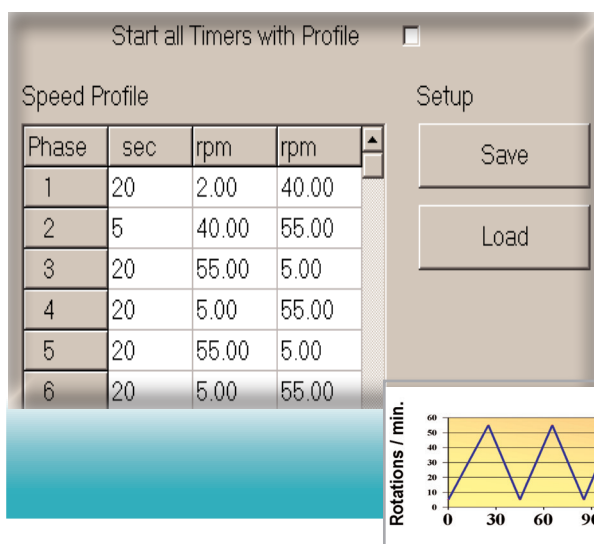 Start all Timers with Profile
Speed Profile
Setup
Phase sec rpm rpm
1 20 2.00 40.00
2 5 40.00 55.00
3 20 55.00 5.00
4 20 5.00 55.00
5 20 55.00 5.00
6 20 5.00 55.00
Save
Load
Rotations / min.
60
50
40
30
20
10
0
0 30 60